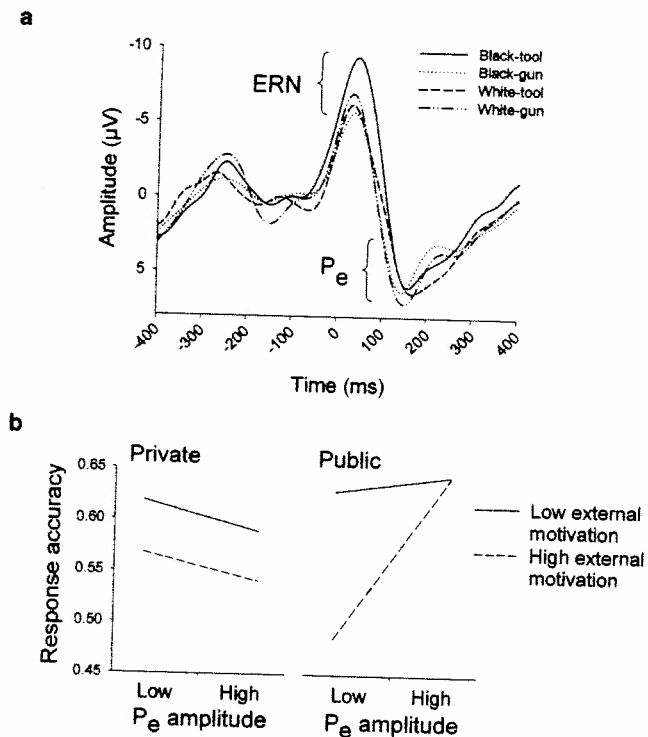 a
-10
-5
0
5
Amplitude (µV)
ERN
Pe
Black-tool
Black-gun
White-tool
White-gun
-400
-300
-200
-100
0
100
200
300
400
Time (ms)
b
Private
Public
0.65
0.60
0.55
0.50
0.45
Response accuracy
Low external
motivation
High external
motivation
Low
High
Low
High
Pe amplitude
Pe amplitude